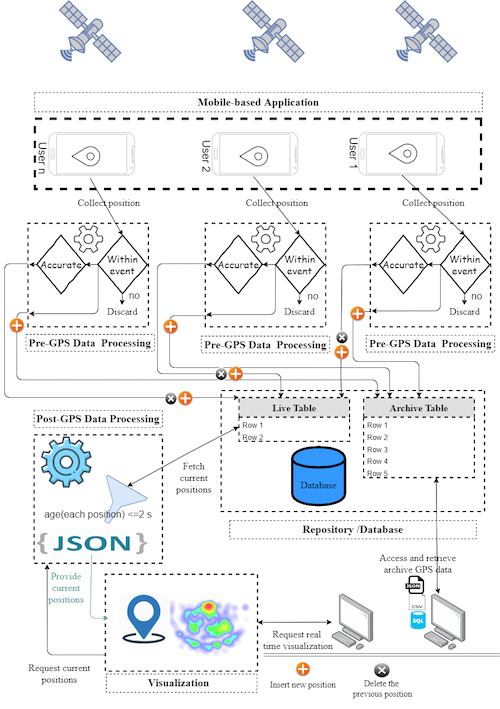 Mobile-based Application
User n
User 2
User 1
Collect position
Collect position
Collect position
Accurate
Within
event
no
Discard
Accurate
Within
event
no
Discard
Accurate
Within
event
no
Discard
Pre-GPS Data Processing
Pre-GPS Data Processing
Pre-GPS Data Processing
Live Table
Row 1
Row 2
Archive Table
Row 1
Row 2
Row 3
Row 4
Row 5
Database
Repository /Database
Post-GPS Data Processing
Fetch
current
positions
age(each position) <=2 s
{JSON}
Provide
current
positions
Request current
positions
Visualization
Access and retrieve
archive GPS data
JSON
CSV
SQL
Request real
time visualization
Insert new position
Delete the
previous position